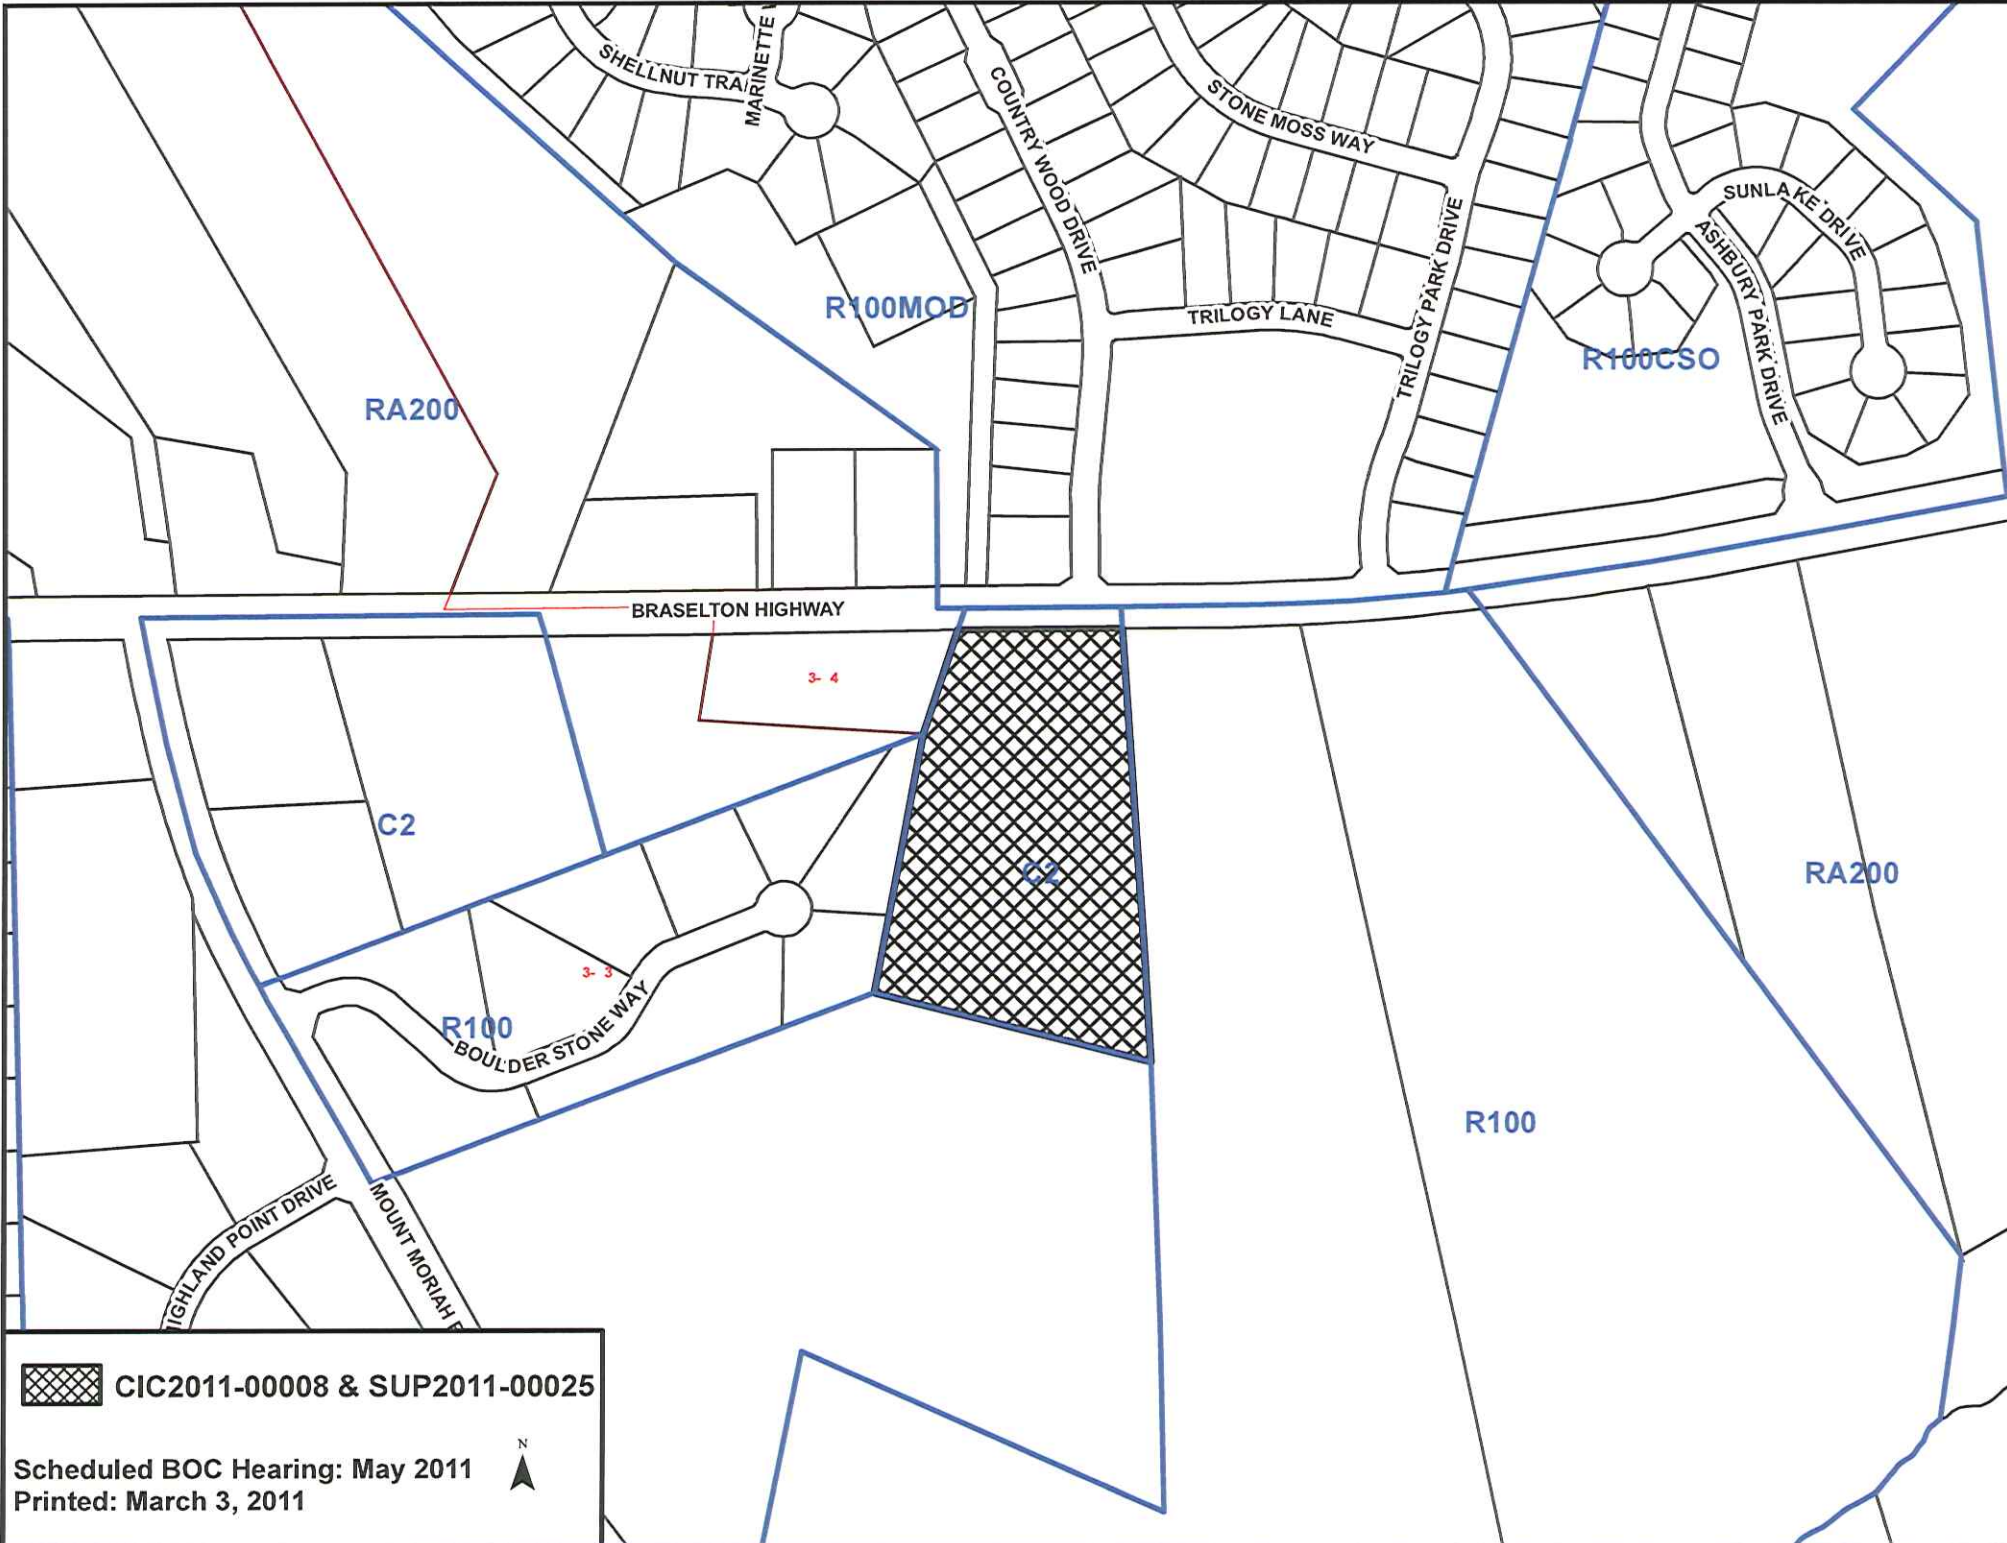 SHELLNUT TRA
MARINETTE
COUNTRY WOOD DRIVE
STONE MOSS WAY
SUNLAKE DRIVE
ASHBURY PARK DRIVE
TRILOGY PARK DRIVE
R100MOD
TRILOGY LANE
R100CSO
RA200
BRASELTON HIGHWAY
3- 4
C2
C2
RA200
3- 3
R100
BOULDER STONE WAY
R100
HIGHLAND POINT DRIVE
MOUNT MORIAH
CIC2011-00008 & SUP2011-00025
N
Scheduled BOC Hearing: May 2011
Printed: March 3, 2011